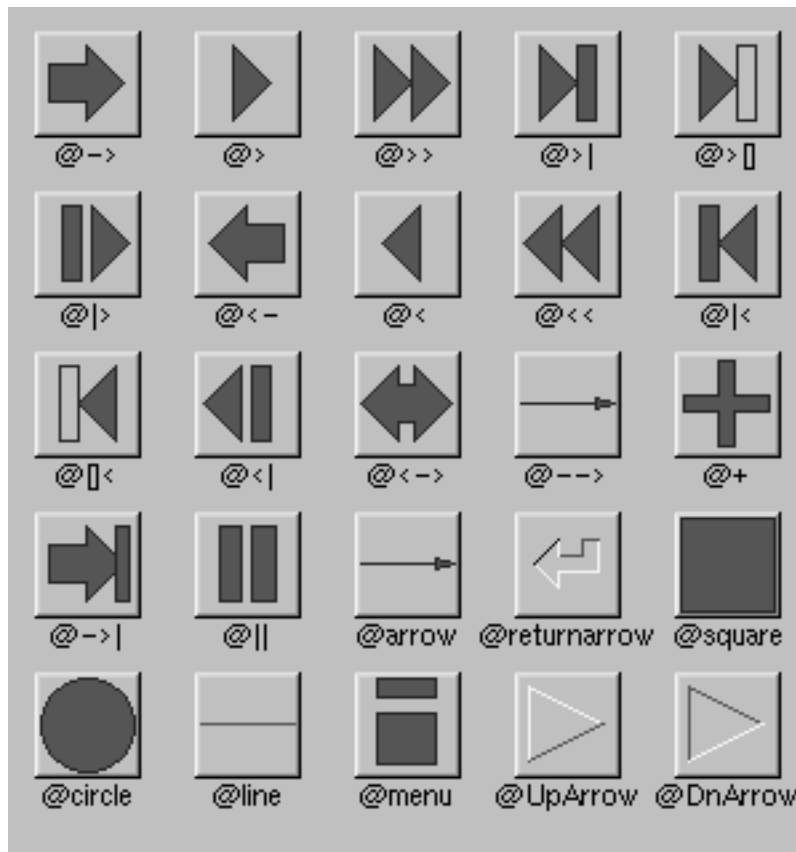 @-> @> @>> @>| @>[]
@|> @<- @< @<< @|<
@[]< @<| @<-> @--> @+
@->| @|| @arrow @returnarrow @square
@circle @line @menu @UpArrow @DnArrow